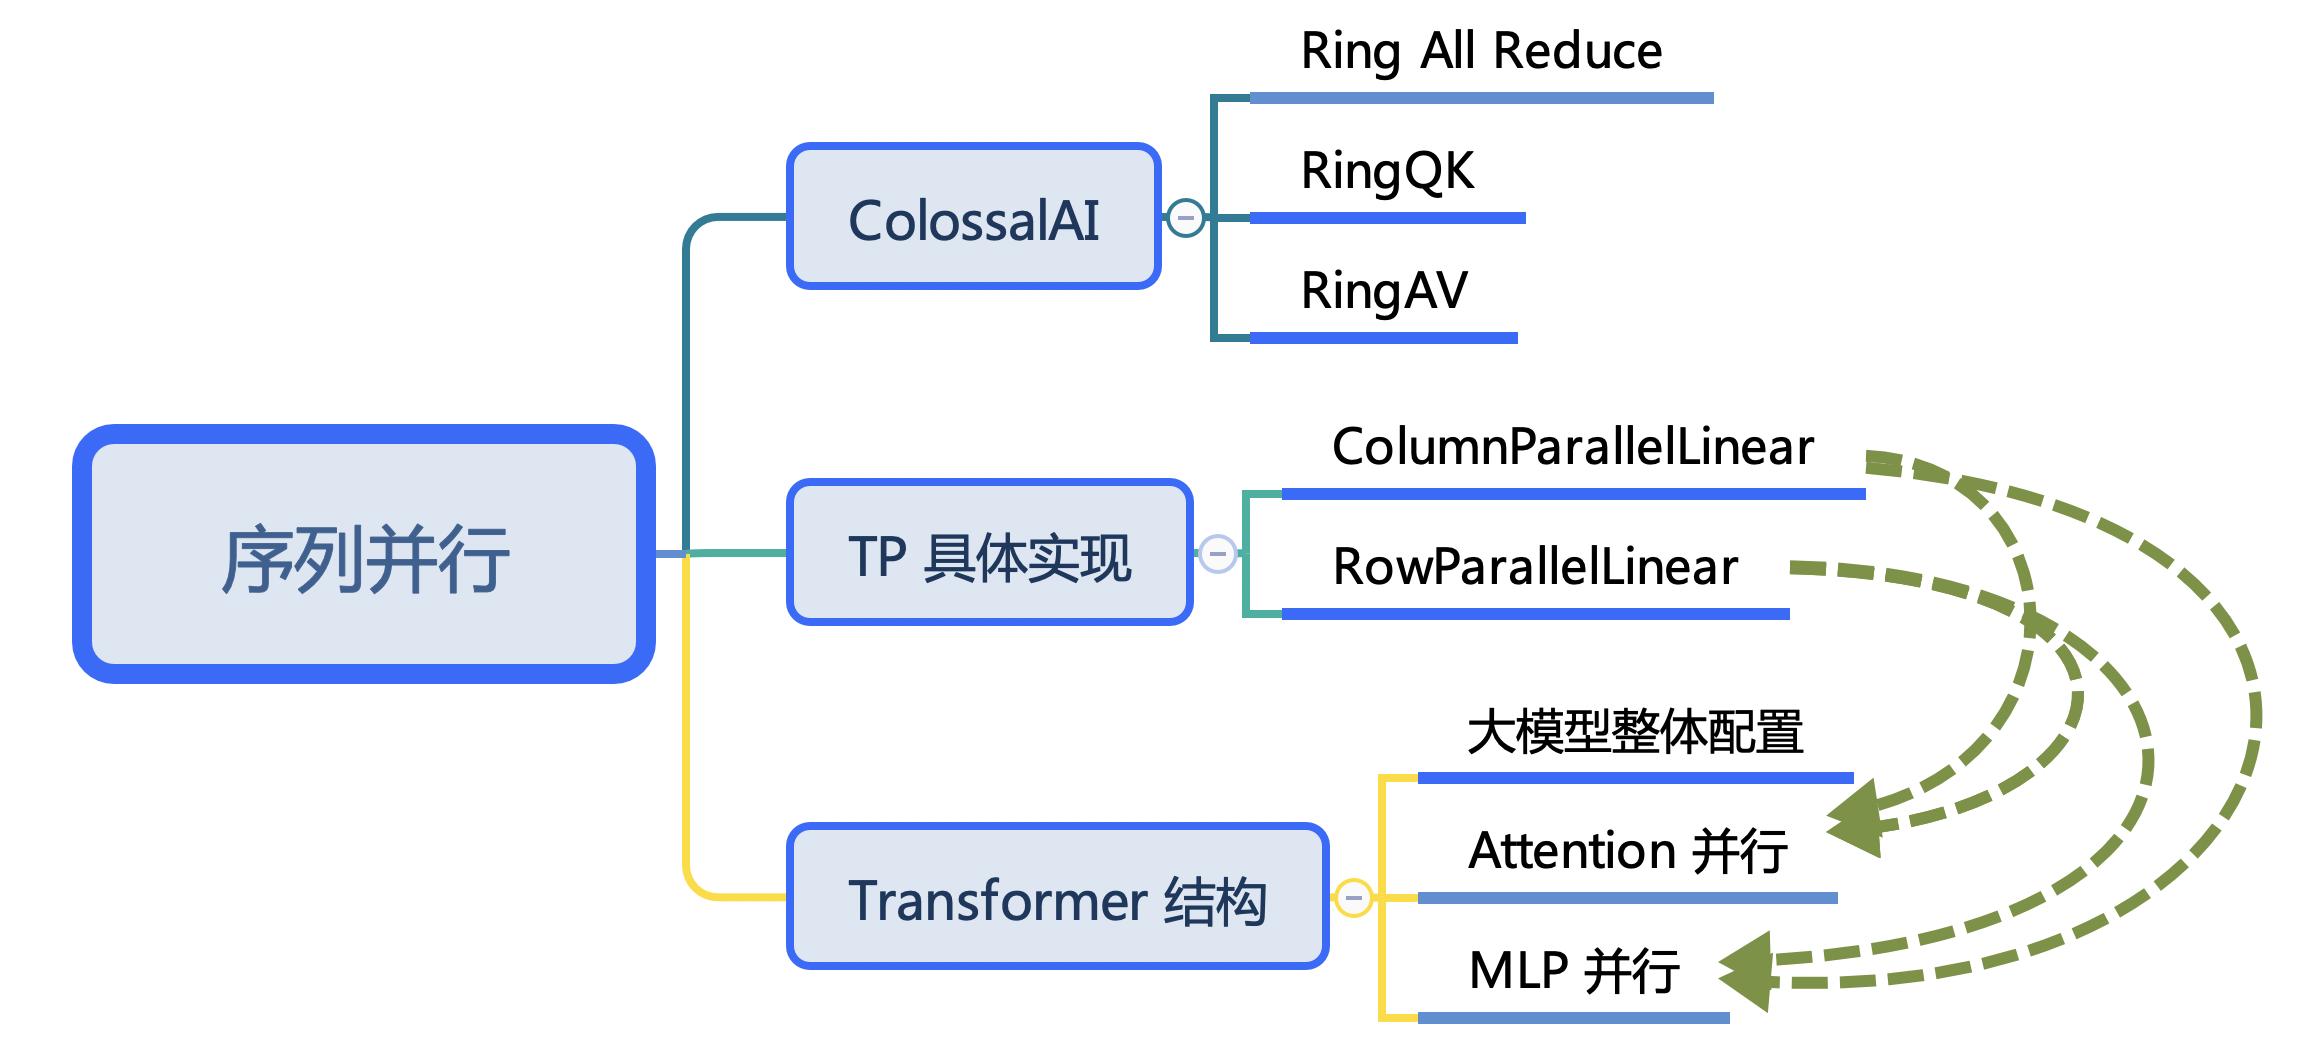 序列并行
ColossalAI
Ring All Reduce
RingQK
RingAV
TP 具体实现
ColumnParallelLinear
RowParallelLinear
Transformer 结构
大模型整体配置
Attention 并行
MLP 并行